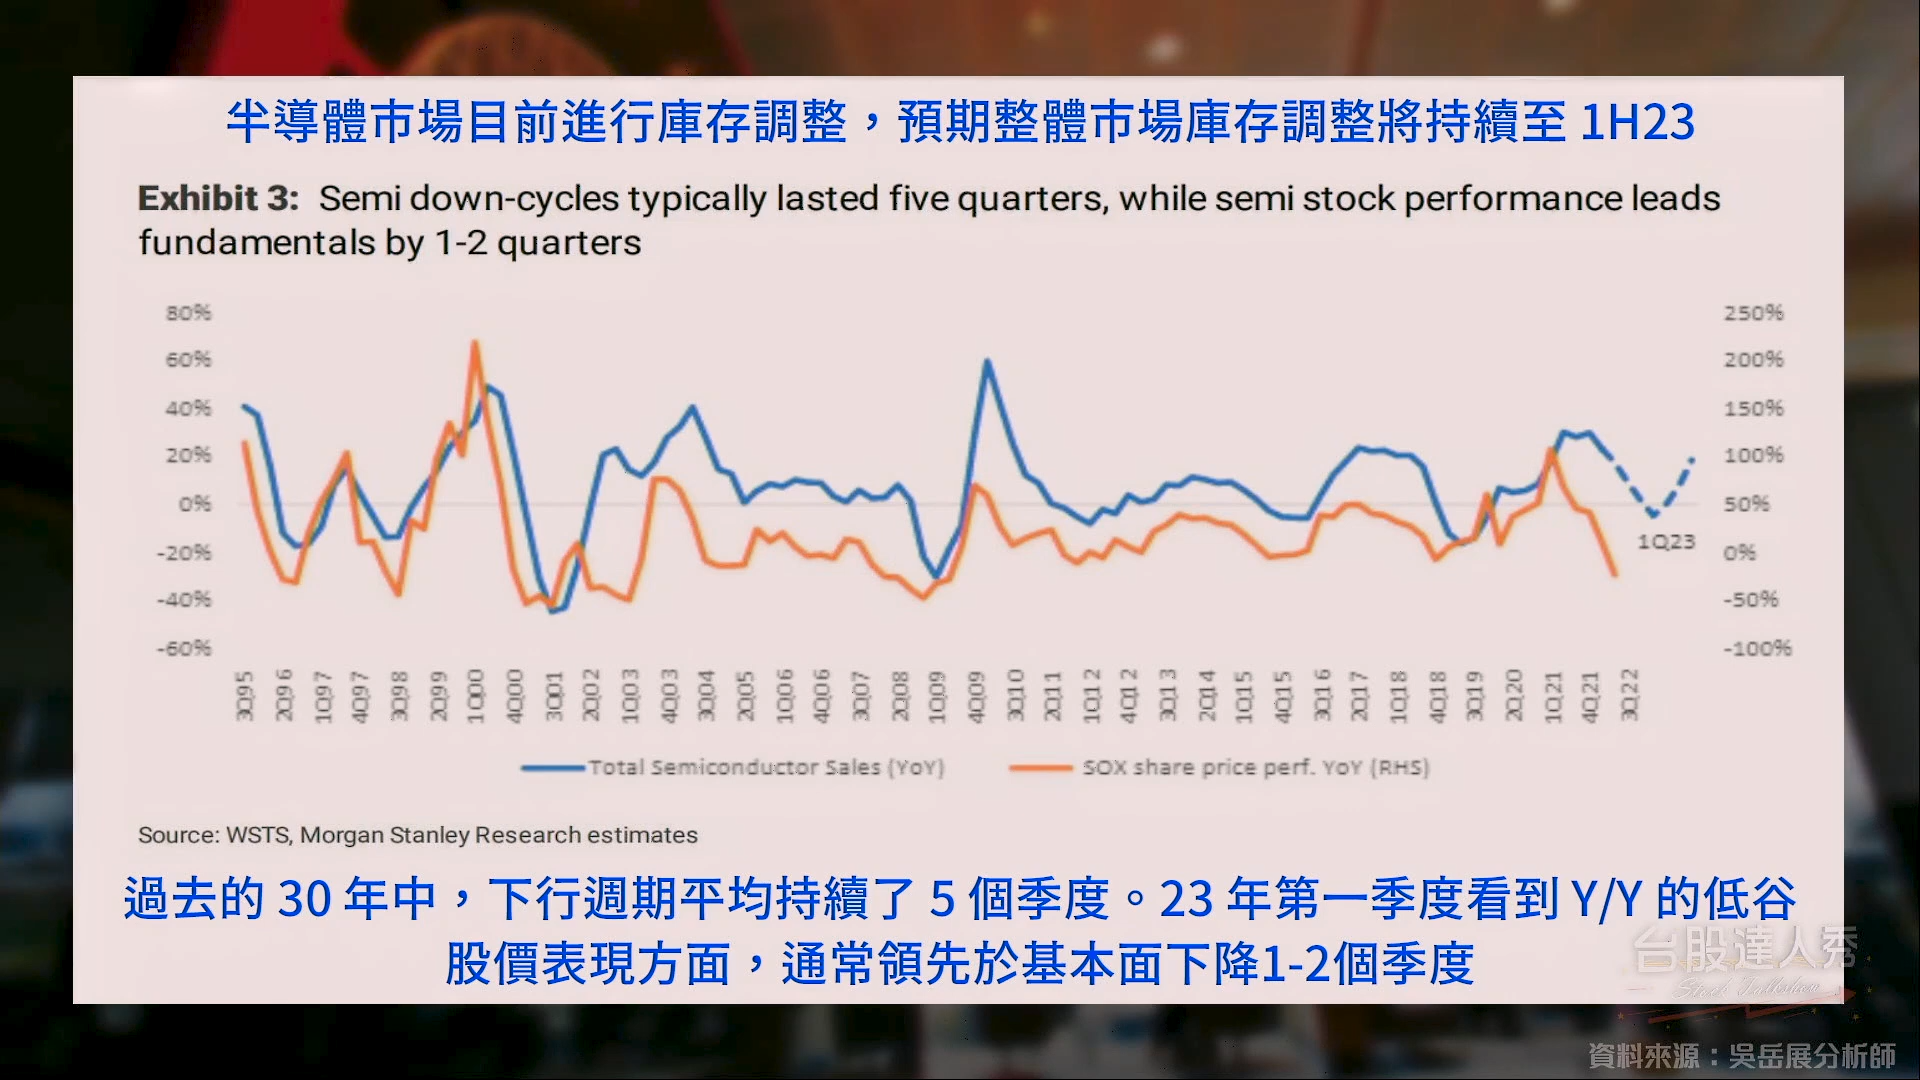 半導體市場目前進行庫存調整，預期整體市場庫存調整將持續至 1H23
Exhibit 3: Semi down-cycles typically lasted five quarters, while semi stock performance leads
fundamentals by 1-2 quarters
80%
60%
40%
20%
0%
-20%
-40%
-60%
250%
200%
150%
100%
50%
0%
-50%
-100%
1Q23
3Q95 2Q96 1Q97 4Q97 3Q98 2Q99 1Q00 4Q00 3Q01 2Q02 1Q03 4Q03 3Q04 2Q05 1Q06 4Q06 3Q07 2Q08 1Q09 4Q09 3Q10 2Q11 1Q12 4Q12 3Q13 2Q14 1Q15 4Q15 3Q16 2Q17 1Q18 4Q18 3Q19 2Q20 1Q21 4Q21 3Q22
Total Semiconductor Sales (YoY) SOX share price perf. YoY (RHS)
Source: WSTS, Morgan Stanley Research estimates
過去的 30 年中，下行週期平均持續了 5 個季度。23 年第一季度看到 Y/Y 的低谷
股價表現方面，通常領先於基本面下降1-2個季度
台股達人秀
Stock Talkshow
資料來源：吳岳展分析師